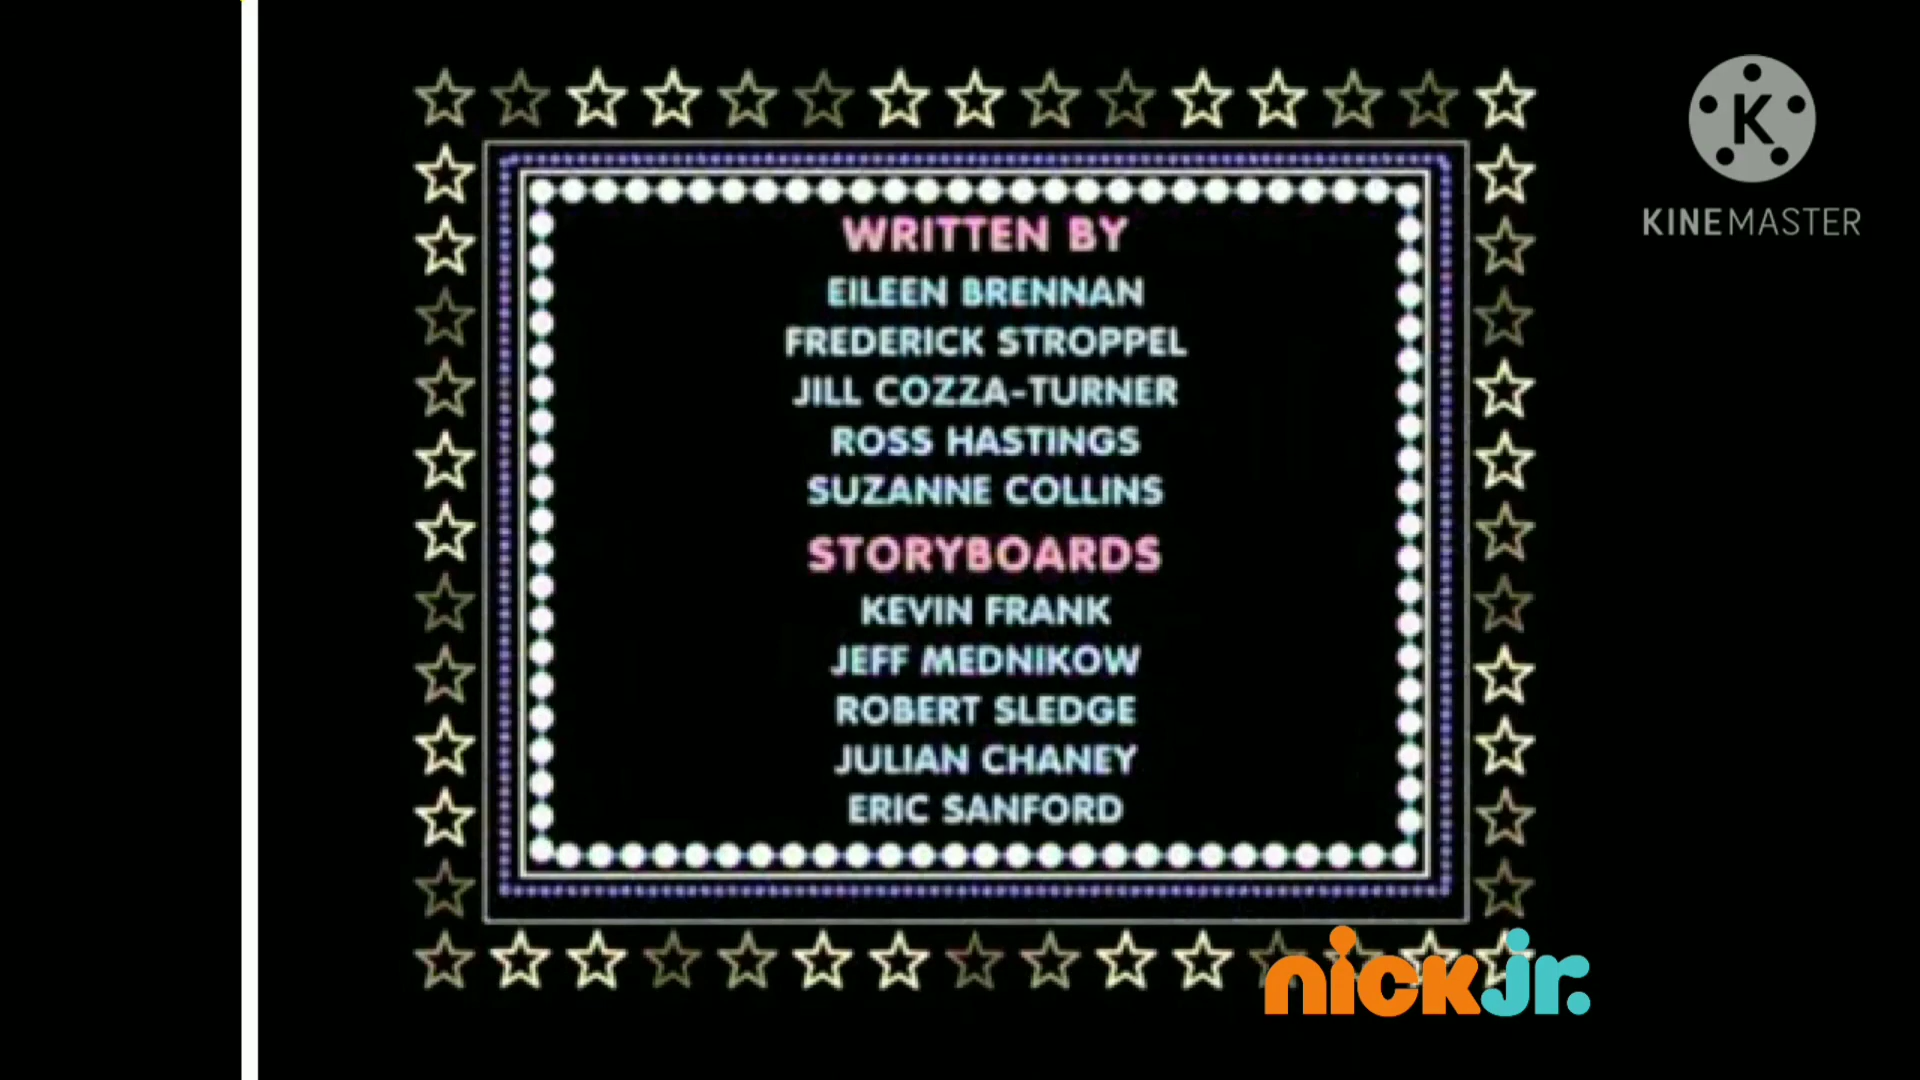 K
KINEMASTER
WRITTEN BY
EILEEN BRENNAN
FREDERICK STROPPEL
JILL COZZA-TURNER
ROSS HASTINGS
SUZANNE COLLINS
STORYBOARDS
KEVIN FRANK
JEFF MEDNIKOW
ROBERT SLEDGE
JULIAN CHANEY
ERIC SANFORD
nick jr.